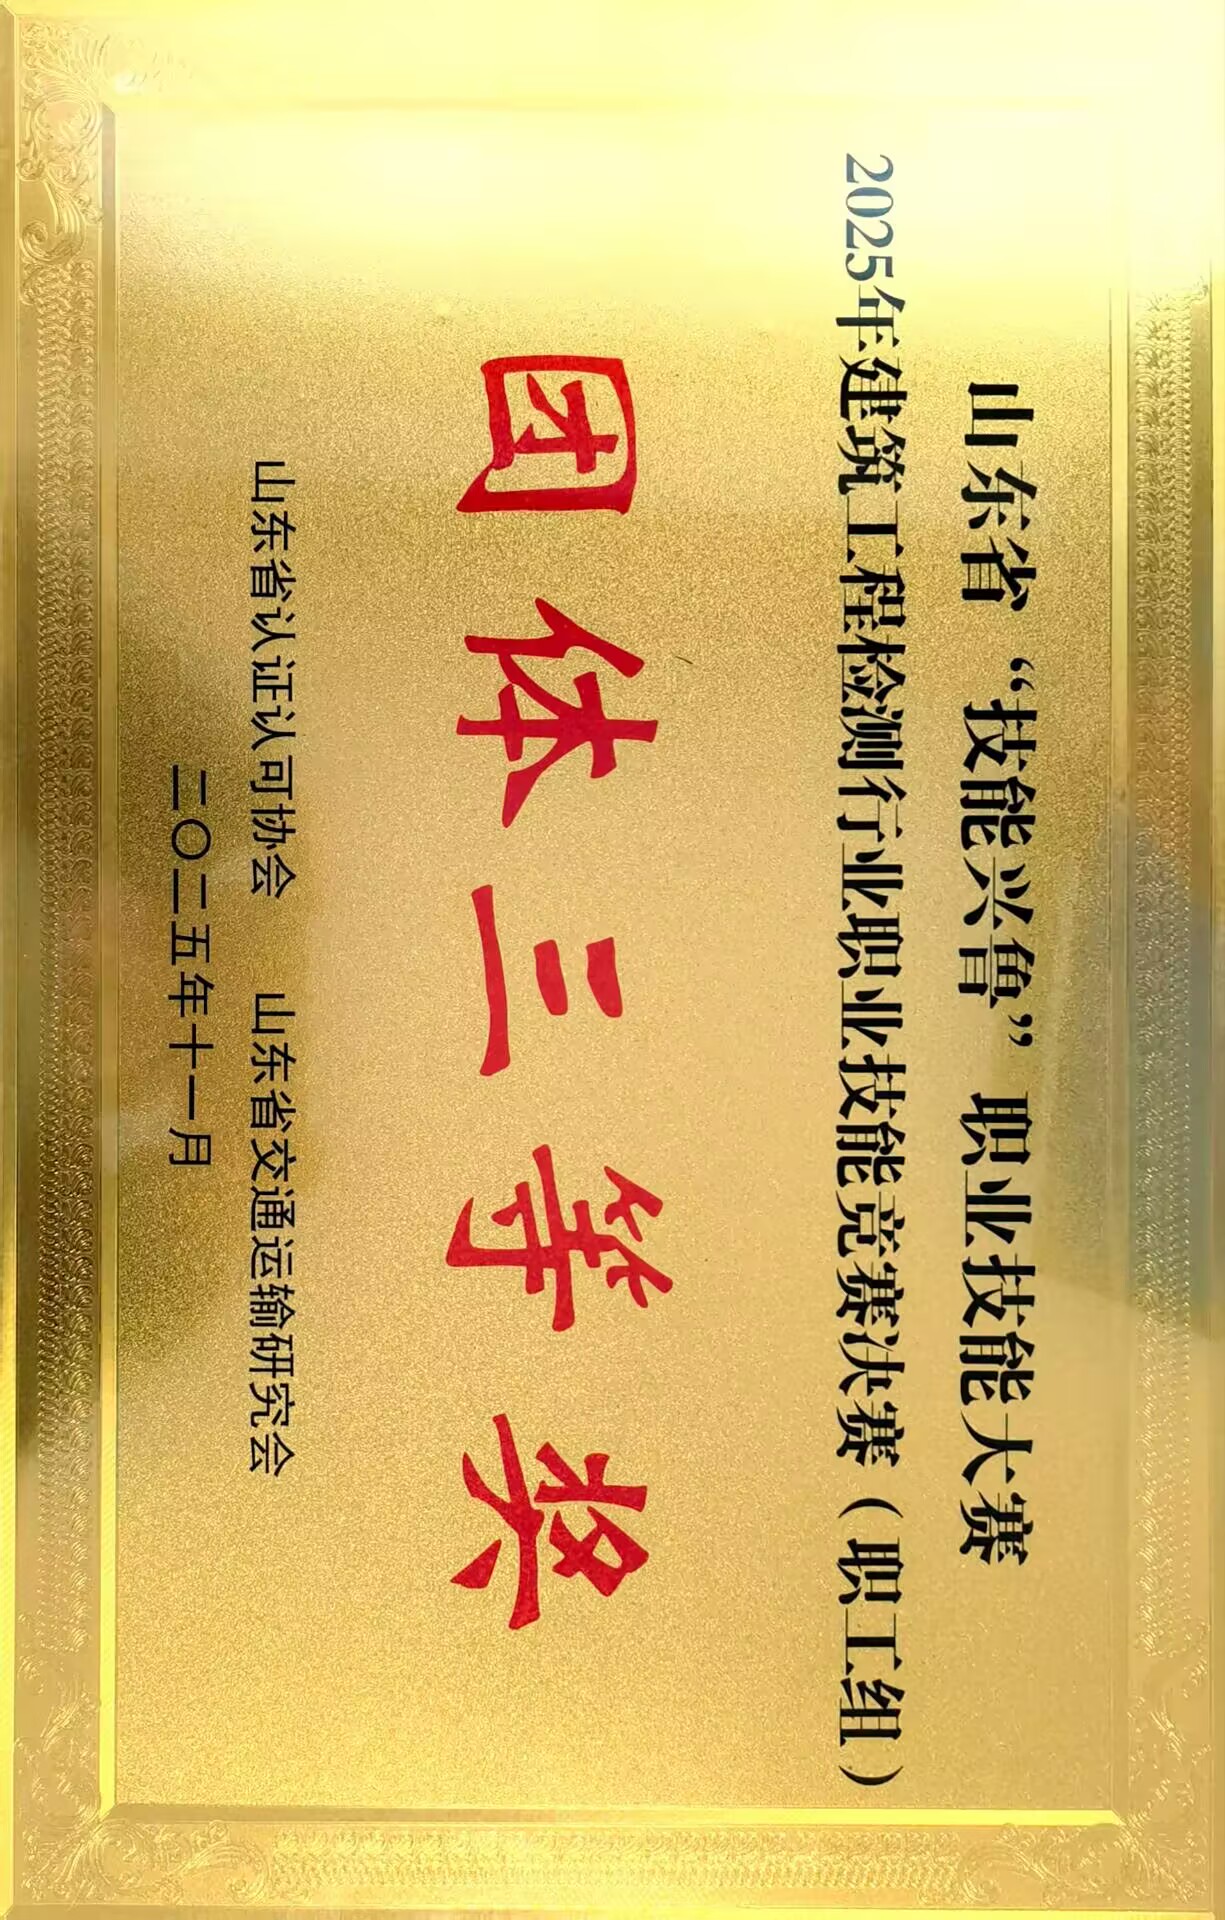 山东省“技能兴鲁”职业技能大赛
2025年建筑工程检测行业职业技能竞赛决赛（职工组）
团体三等奖
山东省认证认可协会 山东省交通运输研究会
二〇二五年十一月